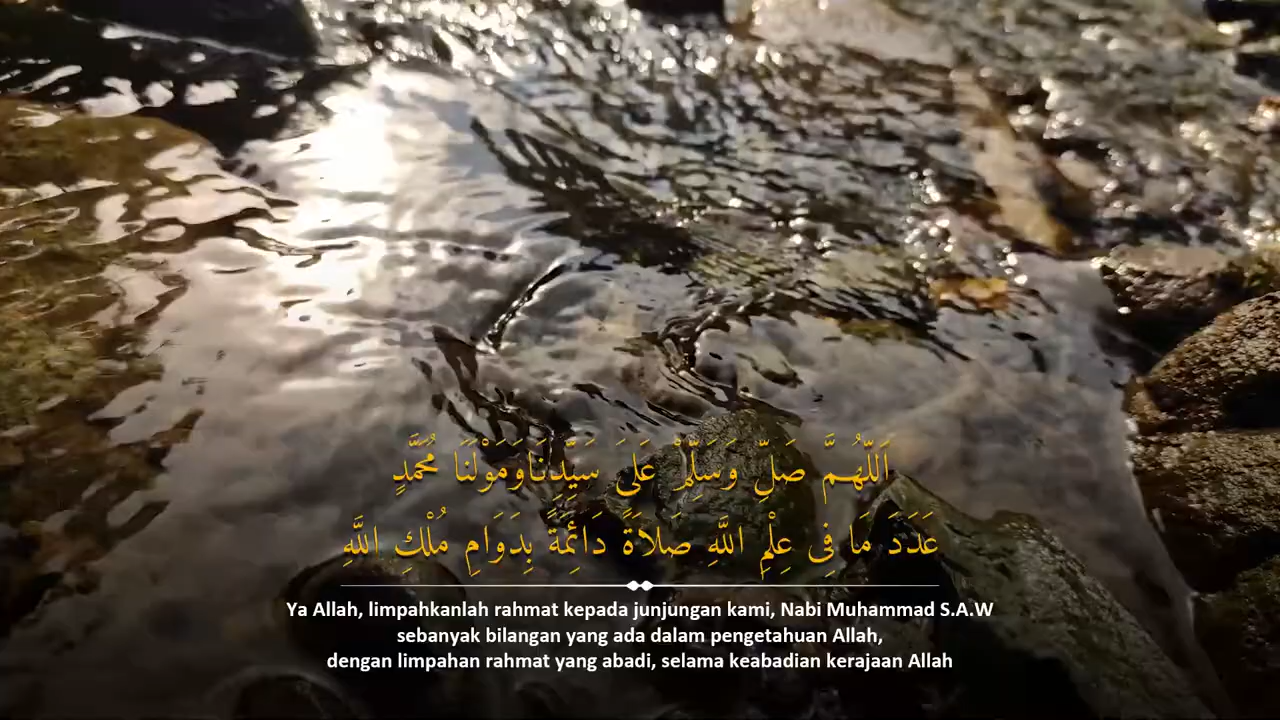 اَللّٰهُمَّ صَلِّ وَسَلِّمْ عَلَىٰ سَيِّدِنَاوَمَوْلٰنَا مُحَمَّدٍ
عَدَدَ مَا فِى عِلْمِ اللَّهِ صَلَاةً دَائِمَةً بِدَوَامِ مُلْكِ اللَّهِ
Ya Allah, limpahkanlah rahmat kepada junjungan kami, Nabi Muhammad S.A.W
sebanyak bilangan yang ada dalam pengetahuan Allah,
dengan limpahan rahmat yang abadi, selama keabadian kerajaan Allah